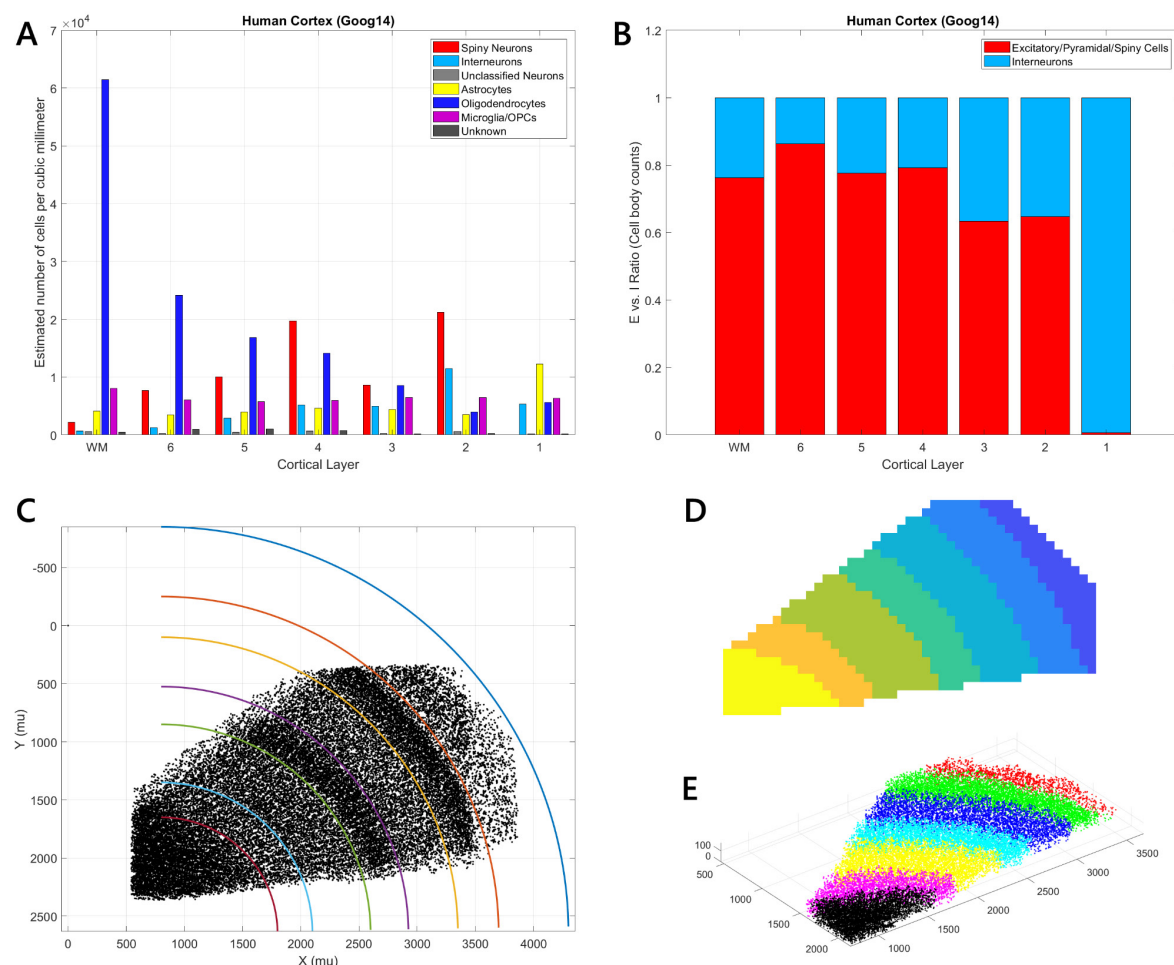 A
Human Cortex (Goog14)
×10^4
7
6
5
4
3
2
1
0
Estimated number of cells per cubic millimeter
Spiny Neurons
Interneurons
Unclassified Neurons
Astrocytes
Oligodendrocytes
Microglia/OPCs
Unknown
WM 6 5 4 3 2 1
Cortical Layer
B
Human Cortex (Goog14)
1.2
1
0.8
0.6
0.4
0.2
0
E vs. I Ratio (Cell body counts)
Excitatory/Pyramidal/Spiny Cells
Interneurons
WM 6 5 4 3 2 1
Cortical Layer
C
-500
0
500
1000
1500
2000
2500
Y (mu)
0 500 1000 1500 2000 2500 3000 3500 4000
X (mu)
D
E
100
0
500
1000
1500
2000
1000
1500
2000
2500
3000
3500